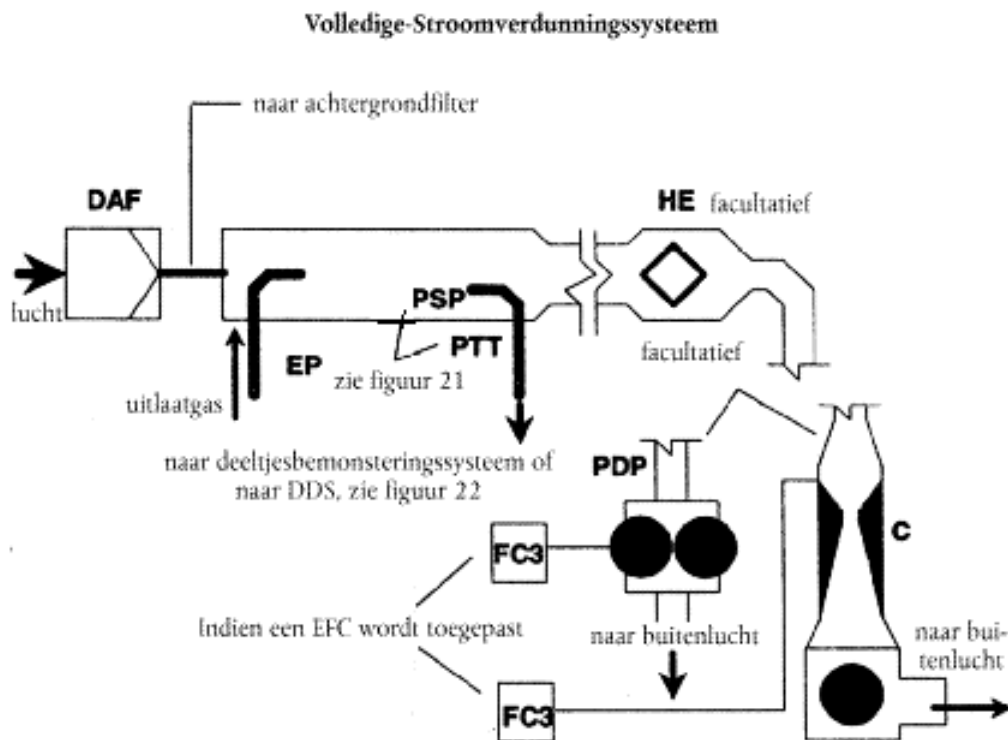 Volledige-Stroomverdunningssysteem
naar achtergrondfilter
DAF
HE facultatief
lucht
PSP
EP
PTT
facultatief
zie figuur 21
uitlaatgas
naar deeltjesbemonsteringssysteem of
naar DDS, zie figuur 22
PDP
C
FC3
Indien een EFC wordt toegepast
naar buitenlucht
naar bui-
tenlucht
FC3